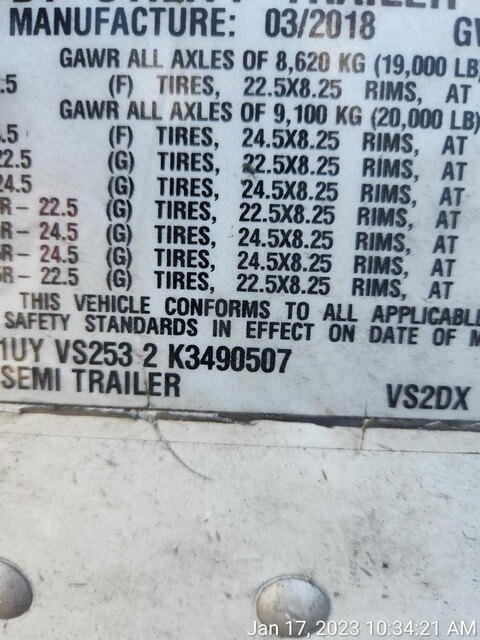 BY UTILITY TRAILER
MANUFACTURE: 03/2018 GV
GAWR ALL AXLES OF 8,620 KG (19,000 LB
.5 (F) TIRES, 22.5X8.25 RIMS, AT
GAWR ALL AXLES OF 9,100 KG (20,000 LB)
.5 (F) TIRES, 24.5X8.25 RIMS, AT
22.5 (G) TIRES, 22.5X8.25 RIMS, AT
24.5 (G) TIRES, 24.5X8.25 RIMS, AT
R- 22.5 (G) TIRES, 22.5X8.25 RIMS, AT
R- 24.5 (G) TIRES, 24.5X8.25 RIMS, AT
R- 24.5 (G) TIRES, 24.5X8.25 RIMS, AT
R- 22.5 (G) TIRES, 22.5X8.25 RIMS, AT
THIS VEHICLE CONFORMS TO ALL APPLICABLE
SAFETY STANDARDS IN EFFECT ON DATE OF M
1UY VS253 2 K3490507
SEMI TRAILER VS2DX
Jan 17, 2023 10:34:21 AM